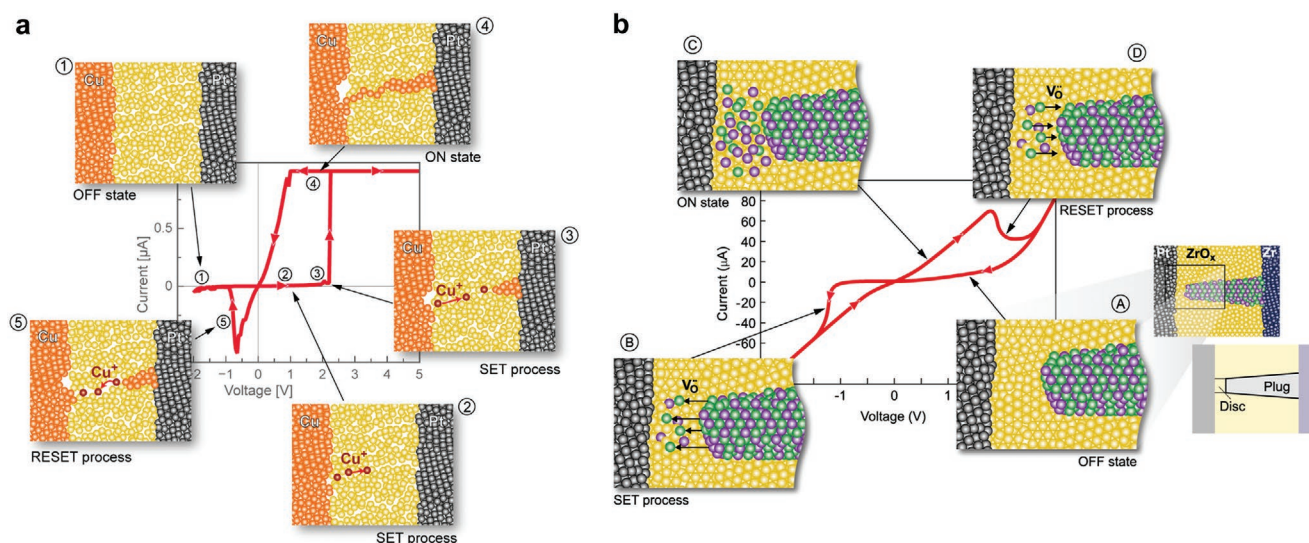 a
①
Cu
Pt
OFF state
④
Cu
Pt
ON state
③
Cu⁺
SET process
⑤
Cu
Pt
Cu⁺
RESET process
②
Cu
Pt
Cu⁺
SET process
Current [µA]
0.5
0
④
①
②
③
⑤
2
-1
0
1
2
3
4
5
Voltage [V]
b
Ⓒ
ON state
Ⓓ
V_Ö
RESET process
Ⓑ
V_Ö
SET process
Ⓐ
OFF state
Current (µA)
80
60
40
20
0
-20
-40
-60
-1
0
1
Voltage (V)
ZrOₓ
Zr
Plug
Disc